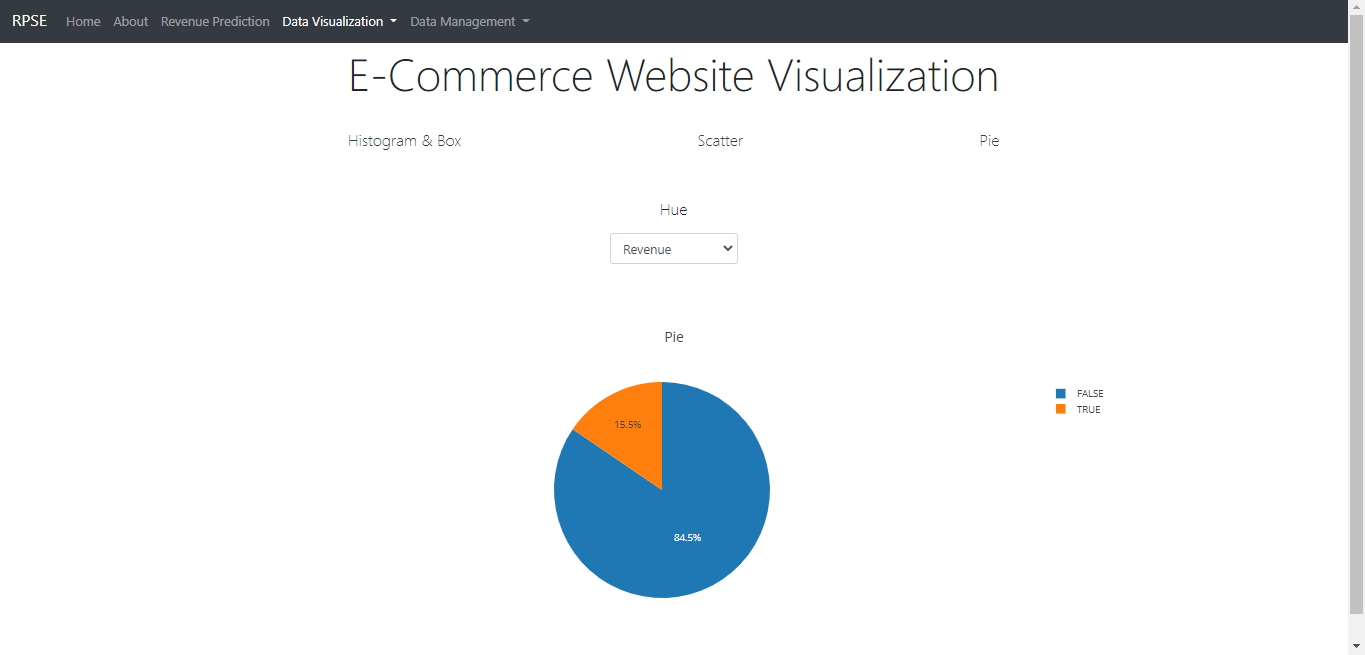 RPSE Home About Revenue Prediction Data Visualization Data Management
E-Commerce Website Visualization
Histogram & Box Scatter Pie
Hue
Revenue
Pie
FALSE
TRUE
15.5%
84.5%